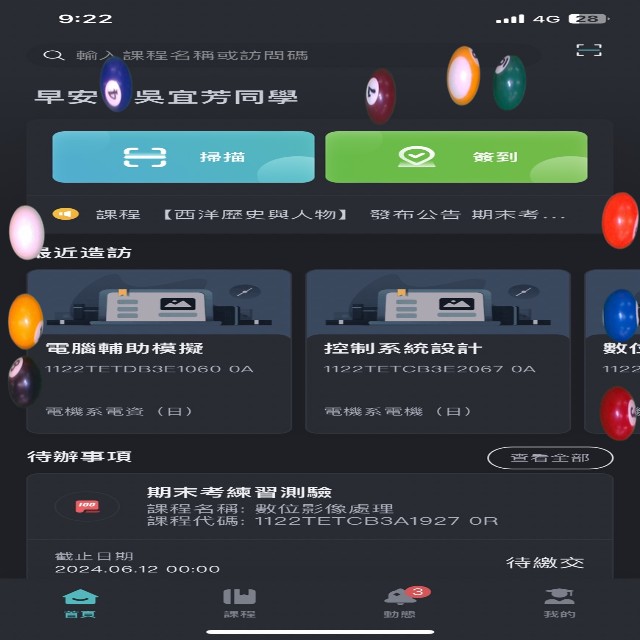 9:22
4G 28
輸入課程名稱或訪問碼
早安
吳宜芳同學
掃描
簽到
課程 【西洋歷史與人物】 發布公告 期末考...
最近造訪
電腦輔助模擬
1122TETDB3E1060 0A
電機系電資 (日)
控制系統設計
1122TETCB3E2067 0A
電機系電機 (日)
數位
1122
電機
待辦事項
查看全部
100
期末考練習測驗
課程名稱: 數位影像處理
課程代碼: 1122TETCB3A1927 0R
截止日期
2024.06.12 00:00
待繳交
首頁
課程
3
動態
我的